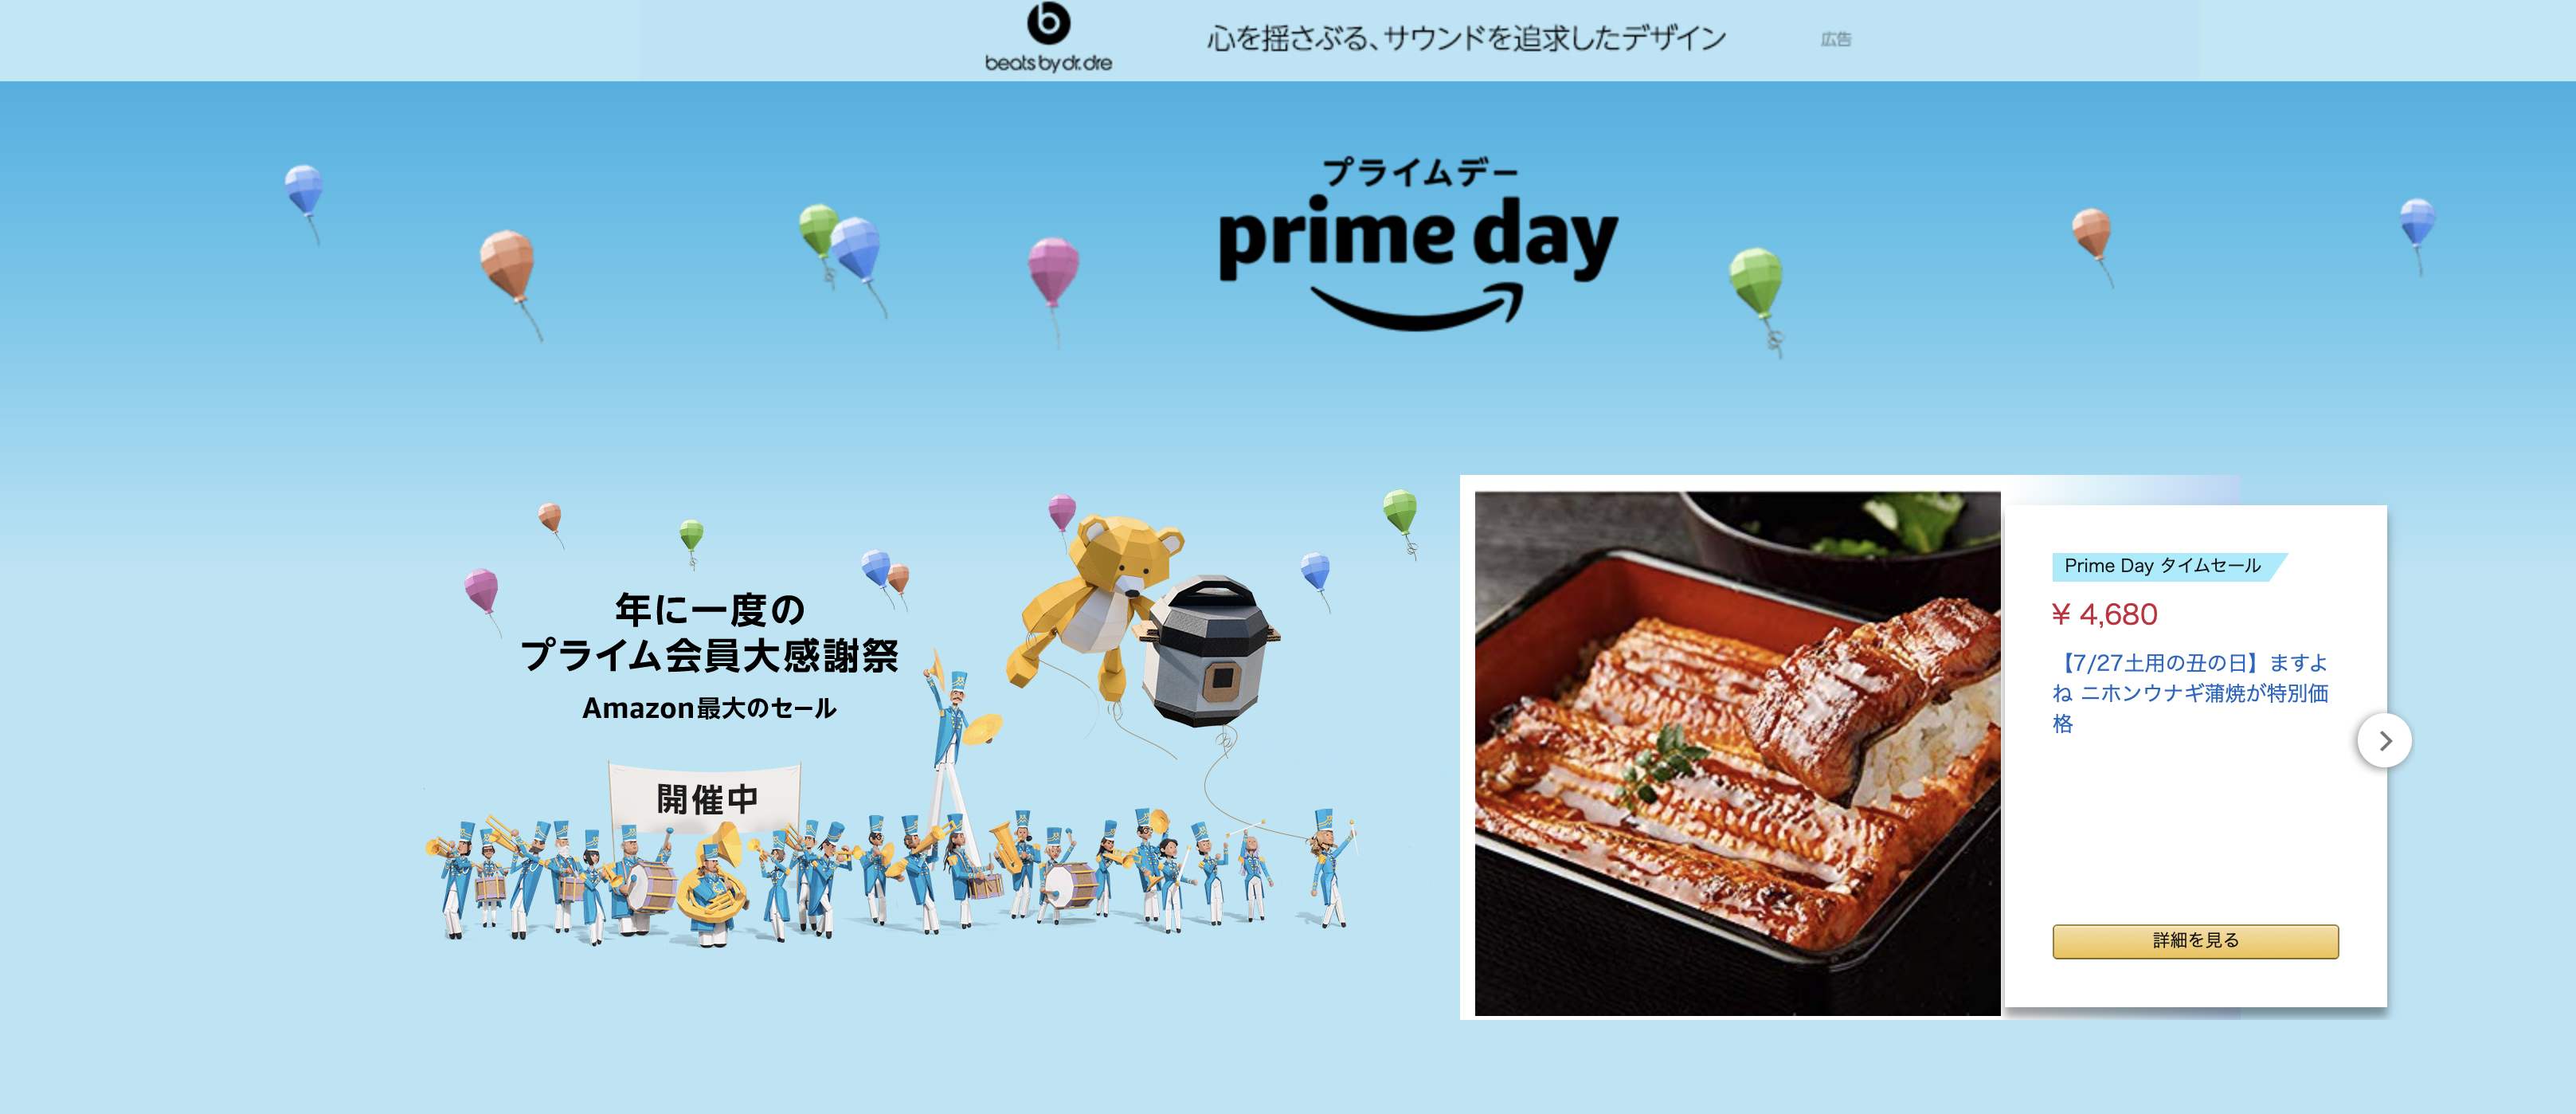 beats by dr. dre
心を揺さぶる、サウンドを追求したデザイン
広告
プライムデー
prime day
年に一度の
プライム会員大感謝祭
Amazon最大のセール
開催中
Prime Day タイムセール
¥ 4,680
【7/27土用の丑の日】ますよ
ね ニホンウナギ蒲焼が特別価
格
詳細を見る